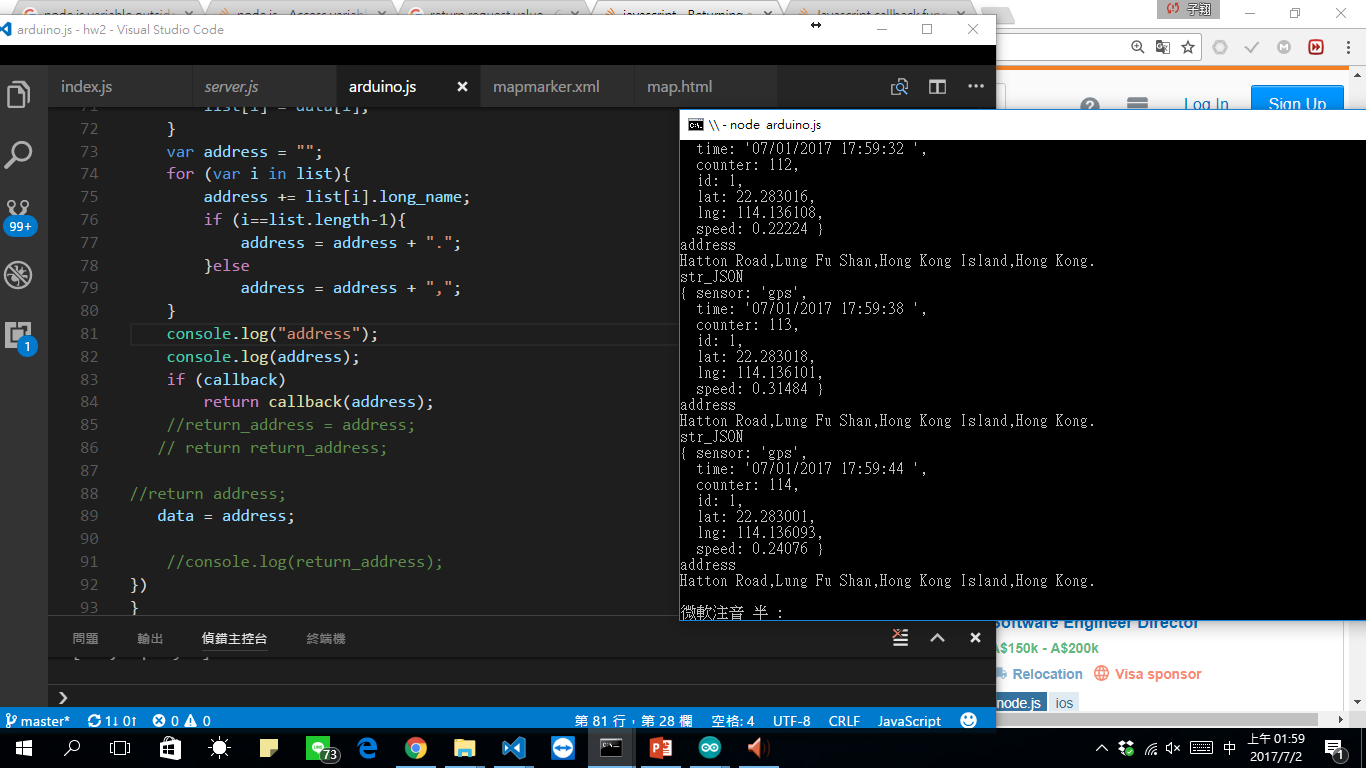 arduino.js - hw2 - Visual Studio Code
子翔
index.js
server.js
arduino.js
mapmarker.xml
map.html
Log In
Sign Up
list[i] = data[i];
72 }
73 var address = "";
74 for (var i in list){
75 address += list[i].long_name;
76 if (i==list.length-1){
77 address = address + ".";
78 }else
79 address = address + ",";
80 }
81 console.log("address");
82 console.log(address);
83 if (callback)
84 return callback(address);
85 //return_address = address;
86 // return return_address;
87
88 //return address;
89 data = address;
90
91 //console.log(return_address);
92 })
93 }
\\ - node arduino.js
time: '07/01/2017 17:59:32 ',
counter: 112,
id: 1,
lat: 22.283016,
lng: 114.136108,
speed: 0.22224 }
address
Hatton Road,Lung Fu Shan,Hong Kong Island,Hong Kong.
str_JSON
{ sensor: 'gps',
time: '07/01/2017 17:59:38 ',
counter: 113,
id: 1,
lat: 22.283018,
lng: 114.136101,
speed: 0.31484 }
address
Hatton Road,Lung Fu Shan,Hong Kong Island,Hong Kong.
str_JSON
{ sensor: 'gps',
time: '07/01/2017 17:59:44 ',
counter: 114,
id: 1,
lat: 22.283001,
lng: 114.136093,
speed: 0.24076 }
address
Hatton Road,Lung Fu Shan,Hong Kong Island,Hong Kong.
微軟注音 半 :
99+
1
問題 輸出 偵錯主控台 終端機
Software Engineer Director
A$150k - A$200k
Relocation Visa sponsor
node.js ios
master* 1↓ 0↑ 0 0 第 81 行，第 28 欄 空格: 4 UTF-8 CRLF JavaScript
73
中 上午 01:59
2017/7/2
1